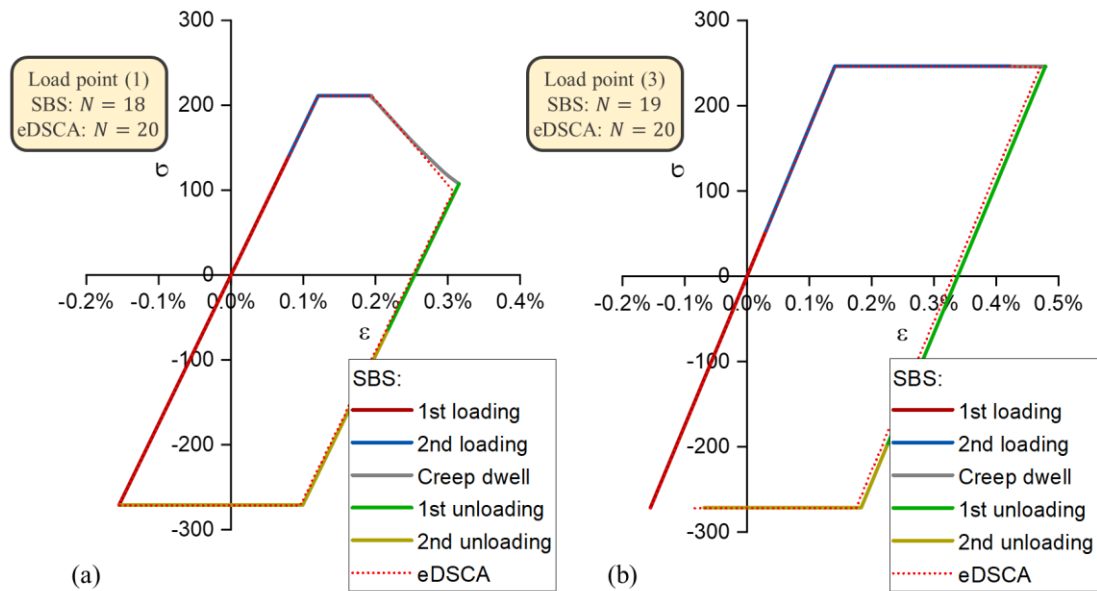 300
200
100
0
-100
-200
-300
-0.2%
-0.1%
0.0%
0.1%
0.2%
0.3%
0.4%
σ
ε
Load point (1)
SBS: N = 18
eDSCA: N = 20
SBS:
1st loading
2nd loading
Creep dwell
1st unloading
2nd unloading
eDSCA
(a)
300
200
100
0
-100
-200
-300
-0.2%
-0.1%
0.0%
0.1%
0.2%
0.3%
0.4%
0.5%
σ
ε
Load point (3)
SBS: N = 19
eDSCA: N = 20
SBS:
1st loading
2nd loading
Creep dwell
1st unloading
2nd unloading
eDSCA
(b)